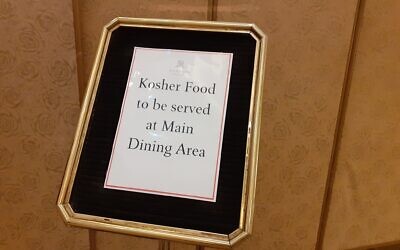 Kosher Food
to be served
at Main
Dining Area